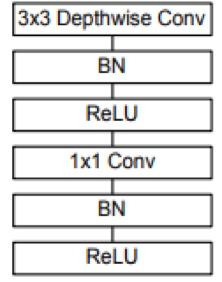 3x3 Depthwise Conv
BN
ReLU
1x1 Conv
BN
ReLU